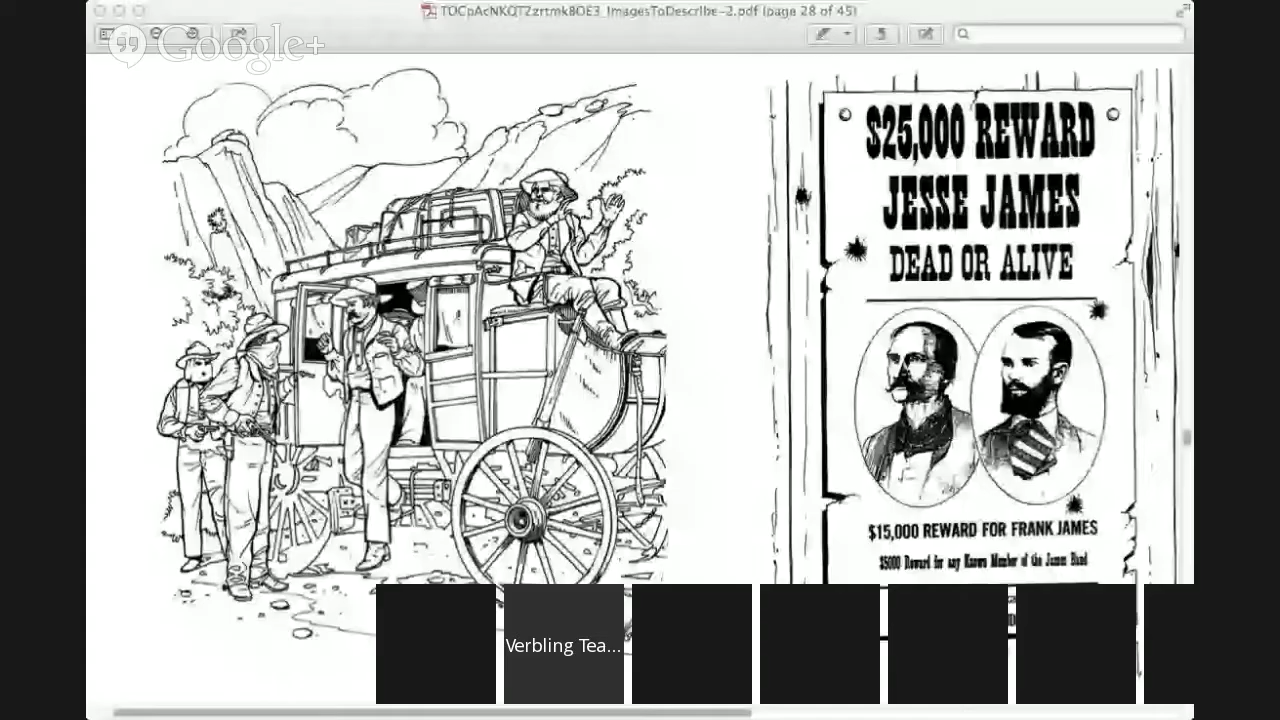 TOCpAcNKQTZzrtmk8OE3_ImagesToDescribe-2.pdf (page 28 of 45)
Google+
$25,000 REWARD
JESSE JAMES
DEAD OR ALIVE
$15,000 REWARD FOR FRANK JAMES
$5000 Reward for any Known Member of the James Band
Verbling Tea...